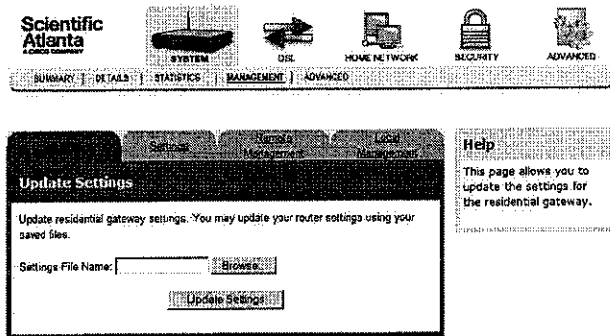 Scientific
Atlanta
A CISCO COMPANY
SYSTEM
DSL
HOME NETWORK
SECURITY
ADVANCED
SUMMARY | DETAILS | STATISTICS | MANAGEMENT | ADVANCED
Settings
Remote
Management
Local
Management
Update Settings
Update residential gateway settings. You may update your router settings using your
saved files.
Settings File Name:
Browse...
Update Settings
Help
This page allows you to
update the settings for
the residential gateway.